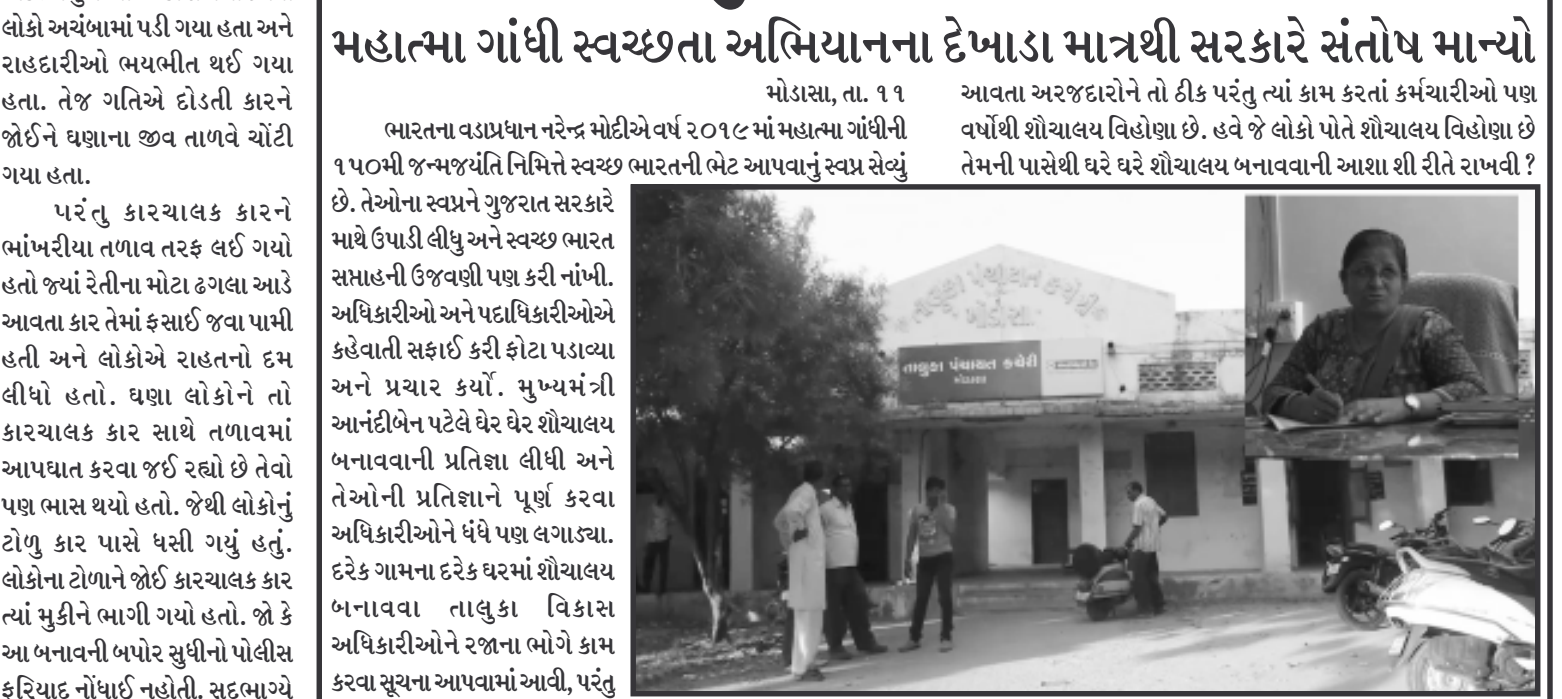 લોકો અચંબામાં પડી ગયા હતા અને
રાહદારીઓ ભયભીત થઈ ગયા
હતા. તેજ ગતિએ દોડતી કારને
જોઈને ઘણાના જીવ તાળવે ચોંટી
ગયા હતા.
પરંતુ કારચાલક કારને
ભાંખરીયા તળાવ તરફ લઈ ગયો
હતો જ્યાં રેતીના મોટા ઢગલા આડે
આવતા કાર તેમાં ફસાઈ જવા પામી
હતી અને લોકોએ રાહતનો દમ
લીધો હતો. ઘણા લોકોને તો
કારચાલક કાર સાથે તળાવમાં
આપઘાત કરવા જઈ રહ્યો છે તેવો
પણ ભાસ થયો હતો. જેથી લોકોનું
ટોળુ કાર પાસે ધસી ગયું હતું.
લોકોના ટોળાને જોઈ કારચાલક કાર
ત્યાં મુકીને ભાગી ગયો હતો. જો કે
આ બનાવની બપોર સુધીનો પોલીસ
ફરિયાદ નોંધાઈ નહોતી. સદભાગ્યે
મહાત્મા ગાંધી સ્વચ્છતા અભિયાનના દેખાડા માત્રથી સરકારે સંતોષ માન્યો
મોડાસા, તા. ૧૧
ભારતના વડાપ્રધાન નરેન્દ્ર મોદીએ વર્ષ ૨૦૧૯માં મહાત્મા ગાંધીની
૧૫૦મી જન્મજયંતિ નિમિત્તે સ્વચ્છ ભારતની ભેટ આપવાનું સ્વપ્ન સેવ્યું
છે. તેઓના સ્વપ્નને ગુજરાત સરકારે
માથે ઉપાડી લીધુ અને સ્વચ્છ ભારત
સપ્તાહની ઉજવણી પણ કરી નાંખી.
અધિકારીઓ અને પદાધિકારીઓએ
કહેવાતી સફાઈ કરી ફોટા પડાવ્યા
અને પ્રચાર કર્યો. મુખ્યમંત્રી
આનંદીબેન પટેલે ઘેર ઘેર શૌચાલય
બનાવવાની પ્રતિજ્ઞા લીધી અને
તેઓની પ્રતિજ્ઞાને પૂર્ણ કરવા
અધિકારીઓને ધંધે પણ લગાડ્યા.
દરેક ગામના દરેક ઘરમાં શૌચાલય
બનાવવા તાલુકા વિકાસ
અધિકારીઓને રજાના ભોગે કામ
કરવા સૂચના આપવામાં આવી, પરંતુ
આવતા અરજદારોને તો ઠીક પરંતુ ત્યાં કામ કરતાં કર્મચારીઓ પણ
વર્ષોથી શૌચાલય વિહોણા છે. હવે જે લોકો પોતે શૌચાલય વિહોણા છે
તેમની પાસેથી ઘરે ઘરે શૌચાલય બનાવવાની આશા શી રીતે રાખવી ?
તાલુકા પંચાયત કચેરી
મોડાસા
તાલુકા પંચાયત કચેરી
મોડાસા